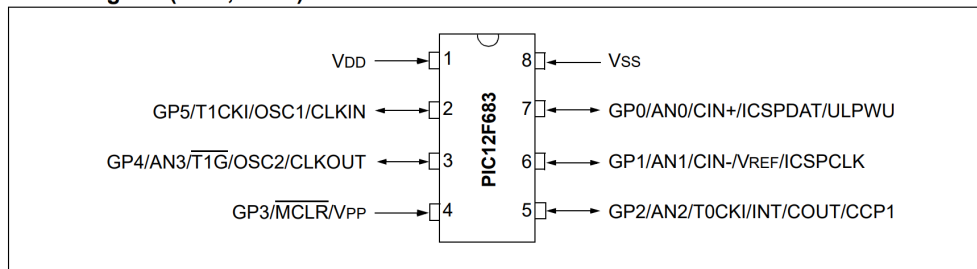 VDD 1 8 VSS
GP5/T1CKI/OSC1/CLKIN 2 7 GP0/AN0/CIN+/ICSPDAT/ULPWU
GP4/AN3/T1G/OSC2/CLKOUT 3 6 GP1/AN1/CIN-/VREF/ICSPCLK
GP3/MCLR/VPP 4 5 GP2/AN2/T0CKI/INT/COUT/CCP1
PIC12F683